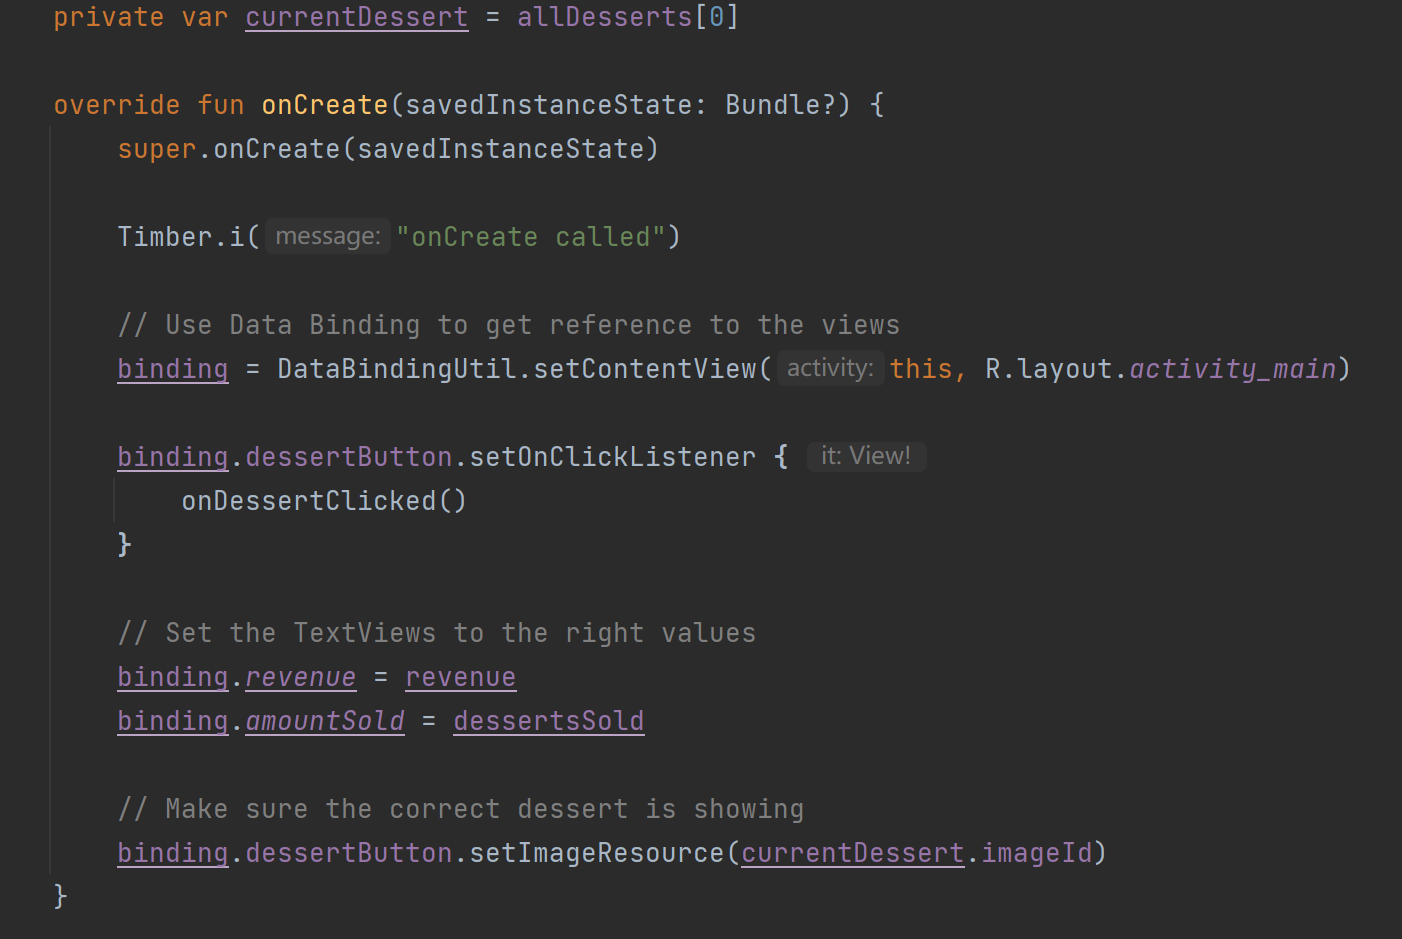 private var currentDessert = allDesserts[0]
override fun onCreate(savedInstanceState: Bundle?) {
super.onCreate(savedInstanceState)
Timber.i( message: "onCreate called")
// Use Data Binding to get reference to the views
binding = DataBindingUtil.setContentView( activity: this, R.layout.activity_main)
binding.dessertButton.setOnClickListener { it: View!
onDessertClicked()
}
// Set the TextViews to the right values
binding.revenue = revenue
binding.amountSold = dessertsSold
// Make sure the correct dessert is showing
binding.dessertButton.setImageResource(currentDessert.imageId)
}